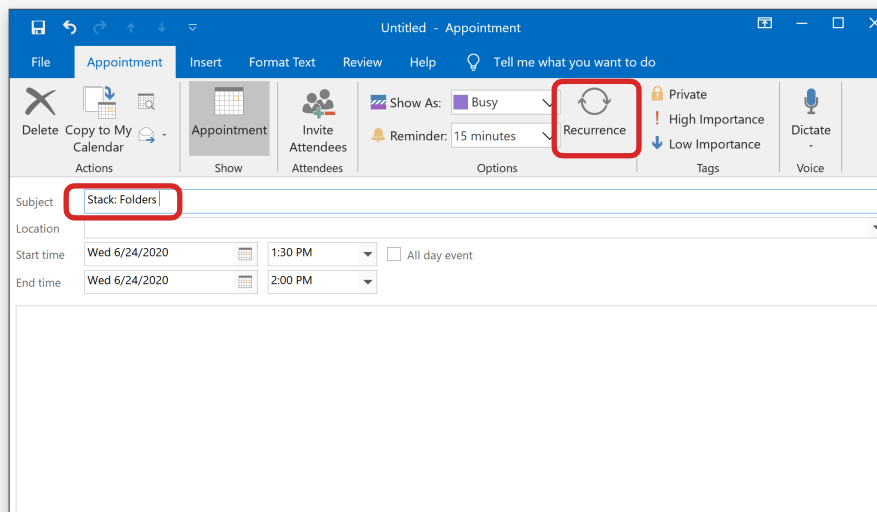 Untitled - Appointment
File Appointment Insert Format Text Review Help Tell me what you want to do
Delete
Copy to My
Calendar
Actions
Appointment
Show
Invite
Attendees
Attendees
Show As: Busy
Reminder: 15 minutes
Recurrence
Options
Private
High Importance
Low Importance
Tags
Dictate
Voice
Subject Stack: Folders
Location
Start time Wed 6/24/2020 1:30 PM All day event
End time Wed 6/24/2020 2:00 PM